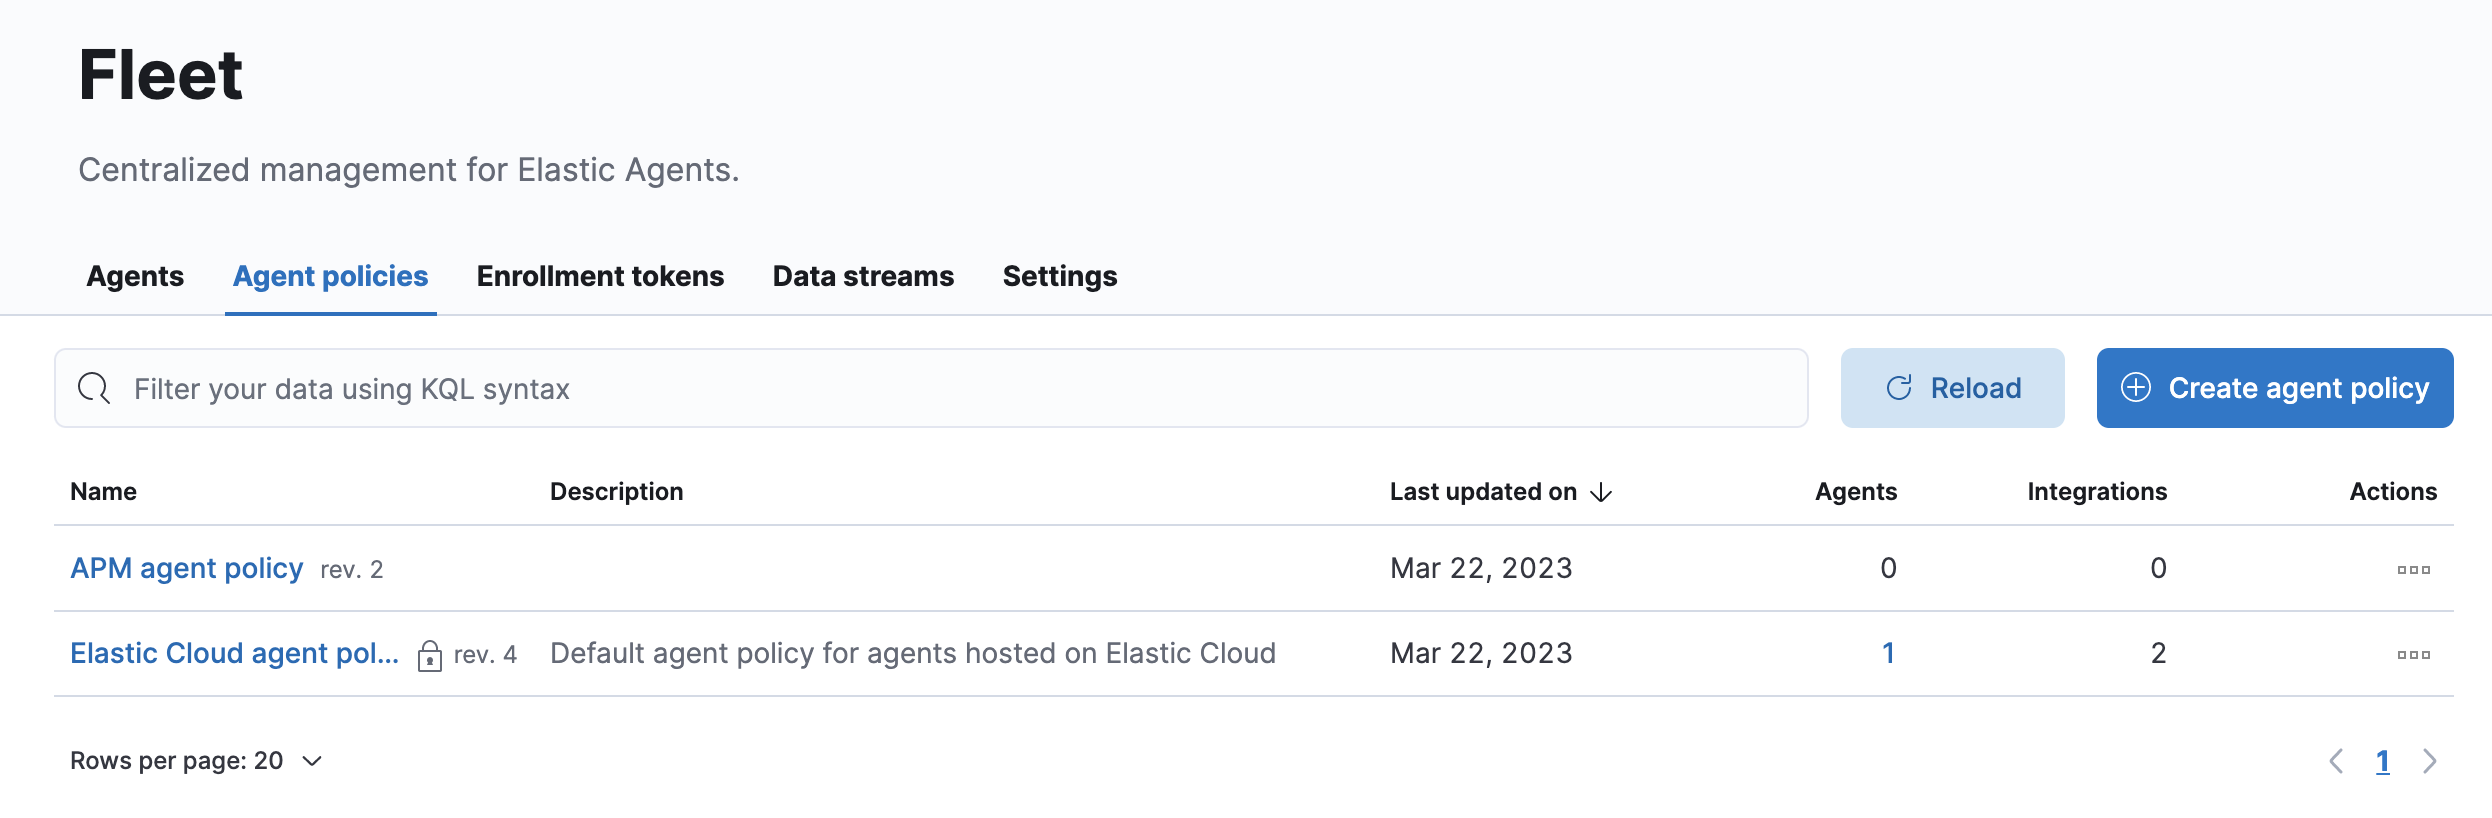 Fleet
Centralized management for Elastic Agents.
Agents Agent policies Enrollment tokens Data streams Settings
Filter your data using KQL syntax Reload Create agent policy
Name Description Last updated on Agents Integrations Actions
APM agent policy rev. 2 Mar 22, 2023 0 0
Elastic Cloud agent pol... rev. 4 Default agent policy for agents hosted on Elastic Cloud Mar 22, 2023 1 2
Rows per page: 20 1